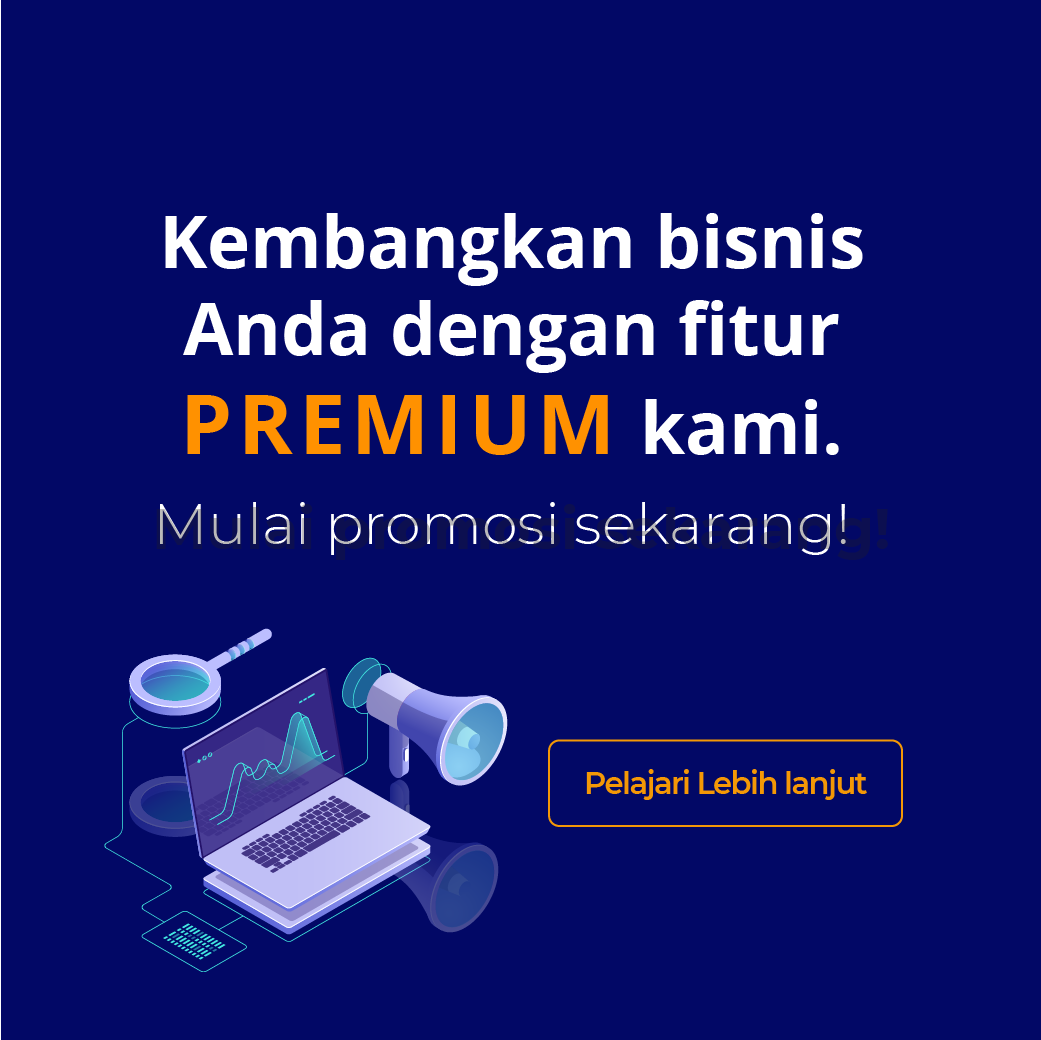 Kembangkan bisnis
Anda dengan fitur
PREMIUM kami.
Mulai promosi sekarang!
Pelajari Lebih lanjut